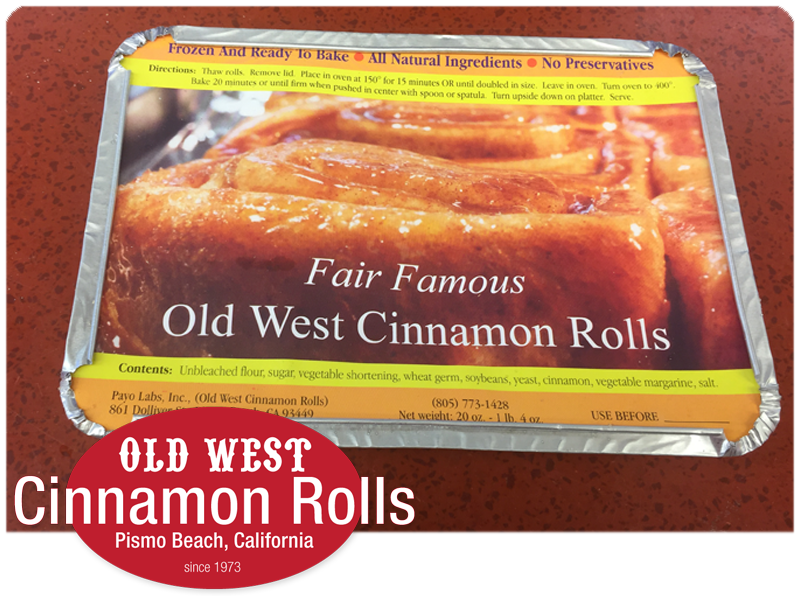 Frozen And Ready To Bake • All Natural Ingredients • No Preservatives
Directions: Thaw rolls. Remove lid. Place in oven at 150° for 15 minutes OR until doubled in size. Leave in oven. Turn oven to 400°.
Bake 20 minutes or until firm when pushed in center with spoon or spatula. Turn upside down on platter. Serve.
Fair Famous
Old West Cinnamon Rolls
Contents: Unbleached flour, sugar, vegetable shortening, wheat germ, soybeans, yeast, cinnamon, vegetable margarine, salt.
Payo Labs, Inc., (Old West Cinnamon Rolls)
(805) 773-1428
861 Dolliver CA 93449
Net weight: 20 oz. - 1 lb. 4 oz.
USE BEFORE
OLD WEST
Cinnamon Rolls
Pismo Beach, California
since 1973